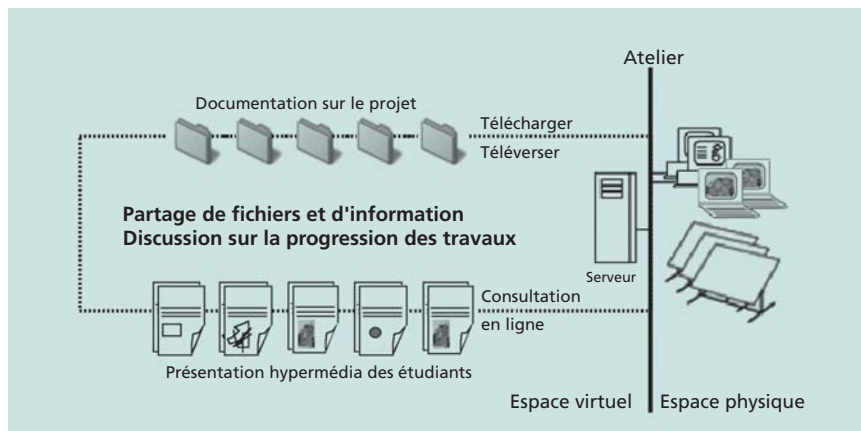 Atelier
Documentation sur le projet
Télécharger
Téléverser
Partage de fichiers et d'information
Discussion sur la progression des travaux
Serveur
Consultation
en ligne
Présentation hypermédia des étudiants
Espace virtuel
Espace physique